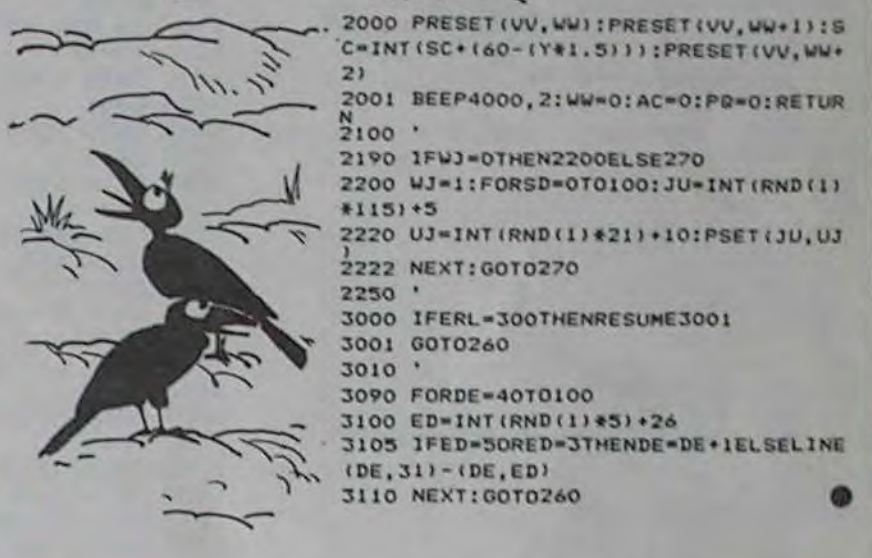 2000 PRESET(VV,WW):PRESET(VV,WW+1):S
C=INT(SC+(60-(Y*1.5))):PRESET(VV,WW+
2)
2001 BEEP4000,2:WW=0:AC=0:PQ=0:RETUR
N
2100 '
2190 IFWJ=0THEN2200ELSE270
2200 WJ=1:FORSD=0TO100:JU=INT(RND(1)
*115)+5
2220 UJ=INT(RND(1)*21)+10:PSET(JU,UJ
)
2222 NEXT:GOTO270
2250 '
3000 IFERL=300THENRESUME3001
3001 GOTO260
3010 '
3090 FORDE=40TO100
3100 ED=INT(RND(1)*5)+26
3105 IFED=5ORED=3THENDE=DE+1ELSELINE
(DE,31)-(DE,ED)
3110 NEXT:GOTO260